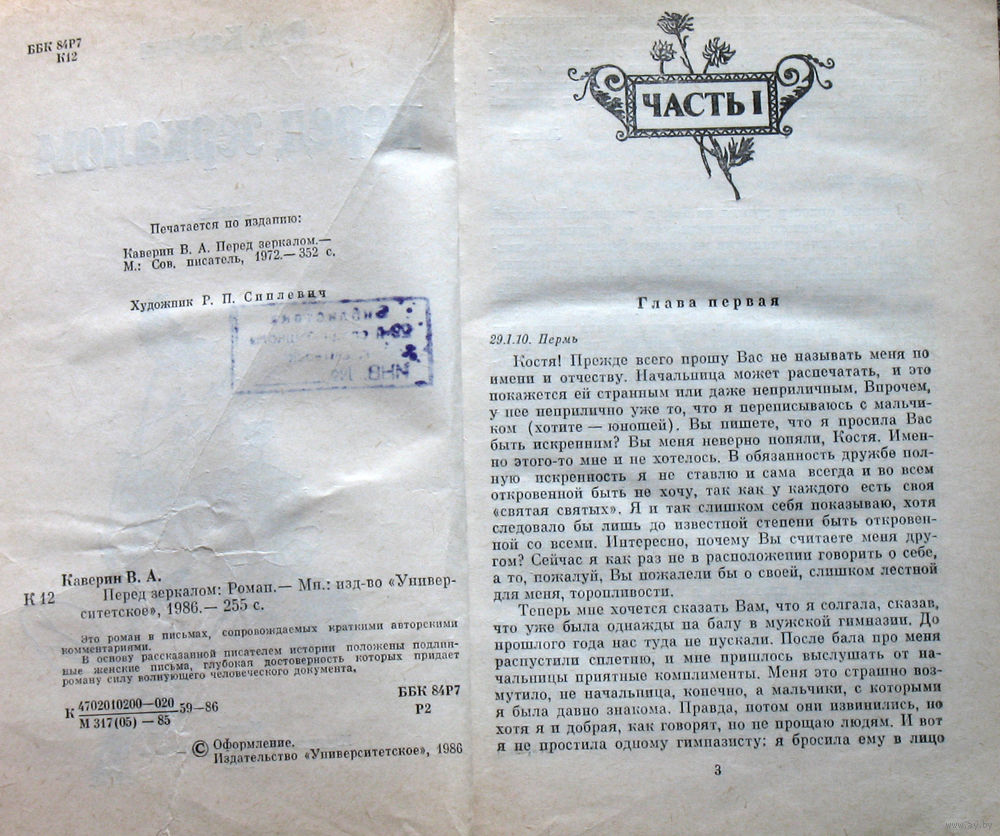 ББК 84Р7
К12
Печатается по изданию:
Каверин В. А. Перед зеркалом.—
М.: Сов. писатель, 1972.— 352 с.
Художник Р. П. Сиплевич
Каверин В. А.
К 12 Перед зеркалом: Роман.— Мн.: изд-во «Универ-
ситетское», 1986.— 255 с.
Это роман в письмах, сопровождаемых краткими авторскими
комментариями.
В основу рассказанной писателем истории положены подлин-
ные женские письма, глубокая достоверность которых придает
роману силу волнующего человеческого документа.
К 4702010200—020 59—86
М 317(05) — 85
ББК 84Р7
Р2
© Оформление.
Издательство «Университетское», 1986
ЧАСТЬ I
Глава первая
29.I.10. Пермь
Костя! Прежде всего прошу Вас не называть меня по
имени и отчеству. Начальница может распечатать, и это
покажется ей странным или даже неприличным. Впрочем,
у нее неприлично уже то, что я переписываюсь с мальчи-
ком (хотите — юношей). Вы пишете, что я просила Вас
быть искренним? Вы меня неверно поняли, Костя. Имен-
но этого-то мне и не хотелось. В обязанность дружбе пол-
ную искренность я не ставлю и сама всегда и во всем
откровенной быть не хочу, так как у каждого есть своя
«святая святых». Я и так слишком себя показываю, хотя
следовало бы лишь до известной степени быть откровен-
ной со всеми. Интересно, почему Вы считаете меня дру-
гом? Сейчас я как раз не в расположении говорить о себе,
а то, пожалуй, Вы пожалели бы о своей, слишком лестной
для меня, торопливости.
Теперь мне хочется сказать Вам, что я солгала, сказав,
что уже была однажды на балу в мужской гимназии. До
прошлого года нас туда не пускали. После бала про меня
распустили сплетню, и мне пришлось выслушать от на-
чальницы приятные комплименты. Меня это страшно воз-
мутило, не начальница, конечно, а мальчики, с которыми
я была давно знакома. Правда, потом они извинились, но
хотя я и добрая, как говорят, но не прощаю людям. И вот
я не простила одному гимназисту: я бросила ему в лицо
3
www.ay.by